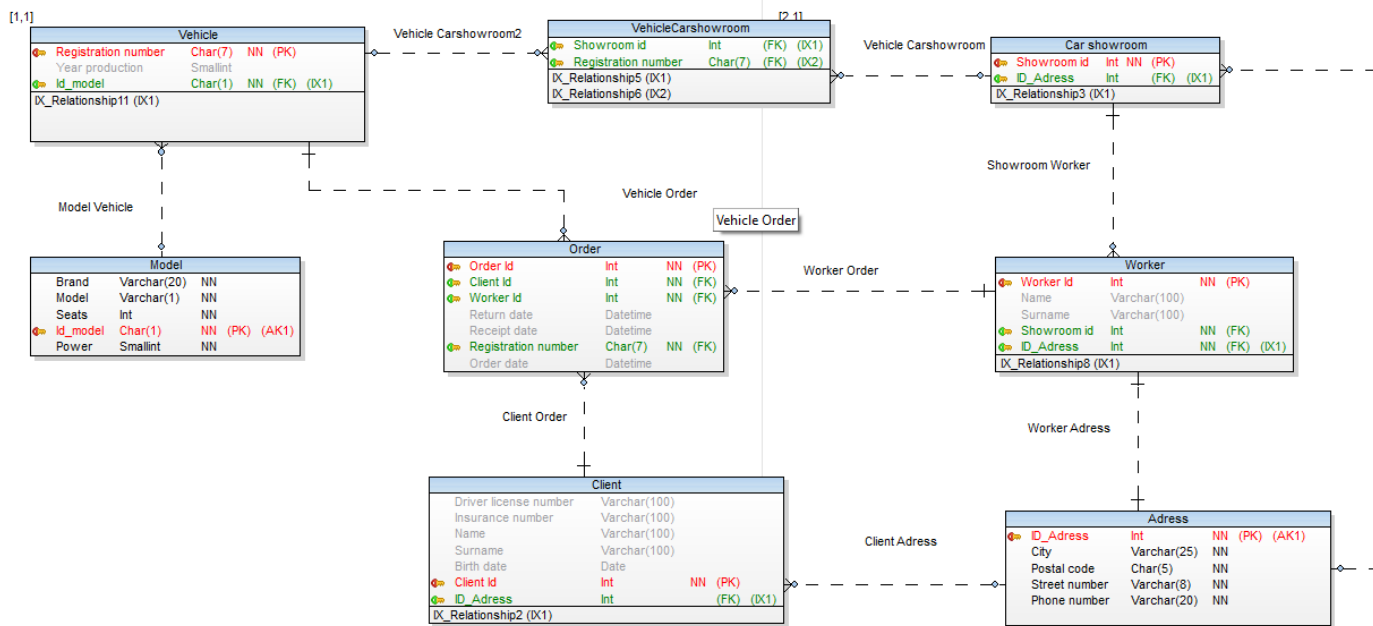 [1,1]
[2,1]
Vehicle
Registration number Char(7) NN (PK)
Year production Smallint
Id_model Char(1) NN (FK) (IX1)
IX_Relationship11 (IX1)
Vehicle Carshowroom2
VehicleCarshowroom
Showroom id Int (FK) (IX1)
Registration number Char(7) (FK) (IX2)
IX_Relationship5 (IX1)
IX_Relationship6 (IX2)
Vehicle Carshowroom
Car showroom
Showroom id Int NN (PK)
ID_Adress Int (FK) (IX1)
IX_Relationship3 (IX1)
Showroom Worker
Model Vehicle
Vehicle Order
Vehicle Order
Model
Brand Varchar(20) NN
Model Varchar(1) NN
Seats Int NN
Id_model Char(1) NN (PK) (AK1)
Power Smallint NN
Order
Order Id Int NN (PK)
Client Id Int NN (FK)
Worker Id Int NN (FK)
Return date Datetime
Receipt date Datetime
Registration number Char(7) NN (FK)
Order date Datetime
Worker Order
Worker
Worker Id Int NN (PK)
Name Varchar(100)
Surname Varchar(100)
Showroom id Int NN (FK)
ID_Adress Int NN (FK) (IX1)
IX_Relationship8 (IX1)
Client Order
Worker Adress
Client
Driver license number Varchar(100)
Insurance number Varchar(100)
Name Varchar(100)
Surname Varchar(100)
Birth date Date
Client Id Int NN (PK)
ID_Adress Int (FK) (IX1)
IX_Relationship2 (IX1)
Client Adress
Adress
ID_Adress Int NN (PK) (AK1)
City Varchar(25) NN
Postal code Char(5) NN
Street number Varchar(8) NN
Phone number Varchar(20) NN